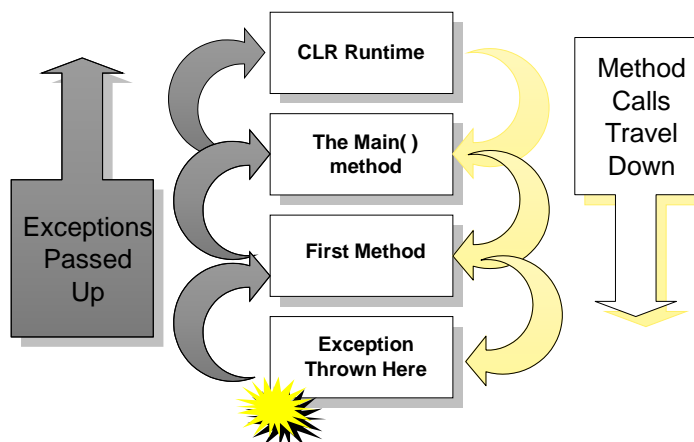 CLR Runtime
The Main( )
method
First Method
Exception
Thrown Here
Exceptions
Passed
Up
Method
Calls
Travel
Down